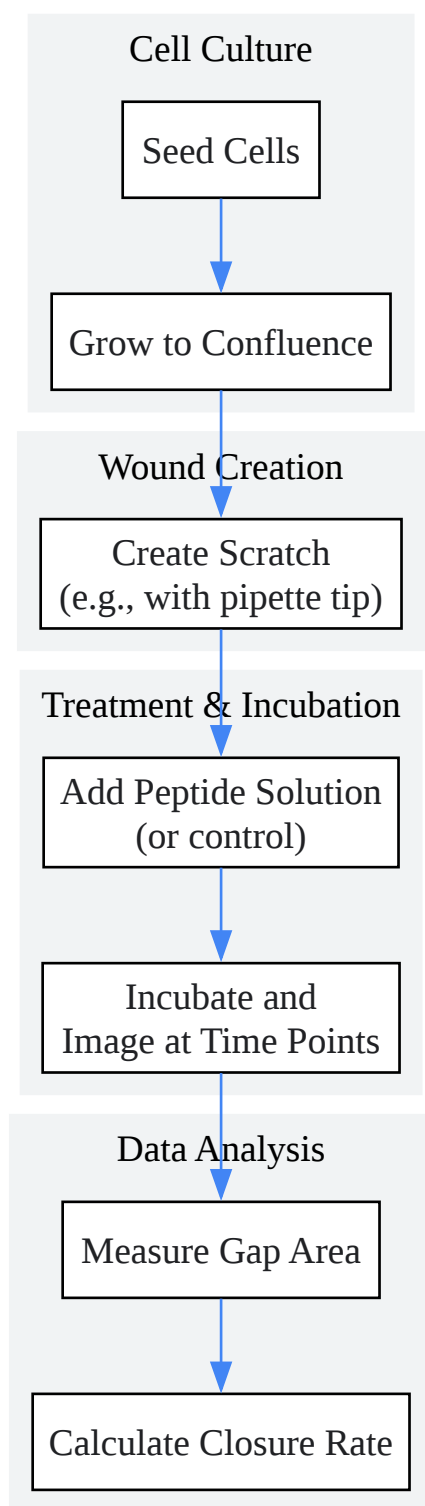 Cell Culture
Seed Cells
Grow to Confluence
Wound Creation
Create Scratch
(e.g., with pipette tip)
Treatment & Incubation
Add Peptide Solution
(or control)
Incubate and
Image at Time Points
Data Analysis
Measure Gap Area
Calculate Closure Rate